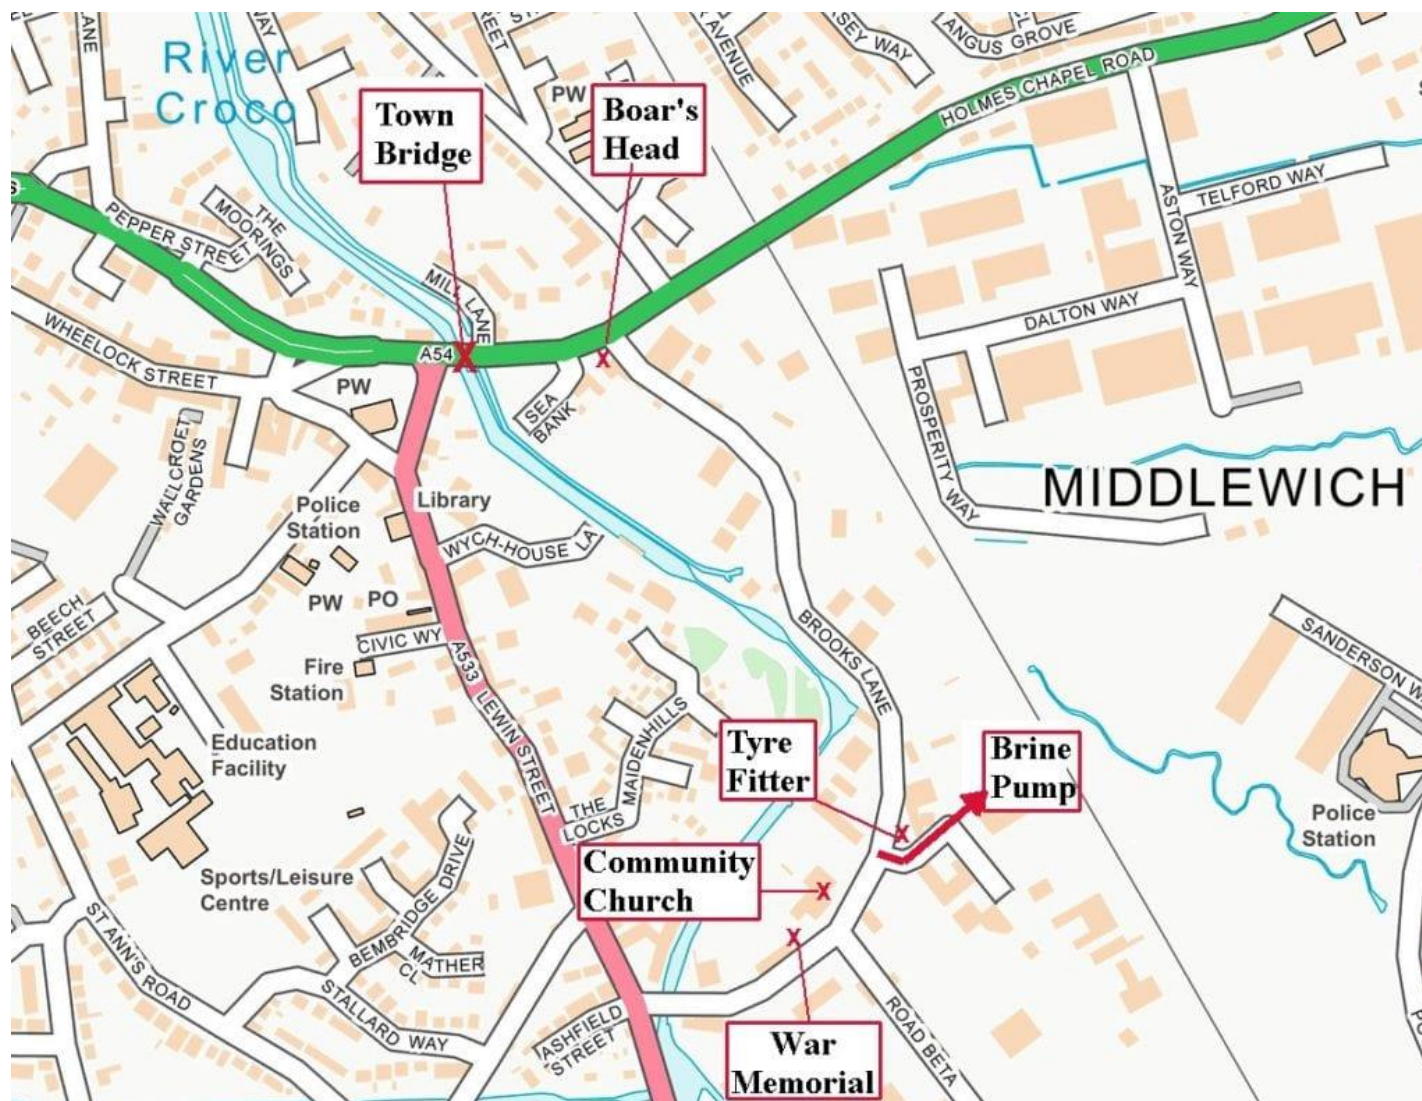 River
Croco
LANE
WAY
STREET
AVENUE
SEY WAY
ANGUS GROVE
HOLMES CHAPEL ROAD
Town
Bridge
PW
Boar's
Head
TELFORD WAY
ASTON WAY
PEPPER STREET
THE
MOORINGS
MILL LANE
DALTON WAY
WHEELOCK STREET
A54
PW
SEA
BANK
PROSPERITY WAY
WALLCROFT
GARDENS
Police
Station
Library
MIDDLEWICH
WYCH-HOUSE LA
PW
PO
BEECH
STREET
CIVIC WY
Fire
Station
A533
LEWIN STREET
BROOKS LANE
SANDERSON W
MAIDENHILLS
Education
Facility
Tyre
Fitter
Brine
Pump
THE
LOCKS
Police
Station
Community
Church
Sports/Leisure
Centre
BEMBRIDGE DRIVE
MATHER
CL
ST ANN'S ROAD
STALLARD WAY
ASHFIELD
STREET
ROAD BETA
War
Memorial